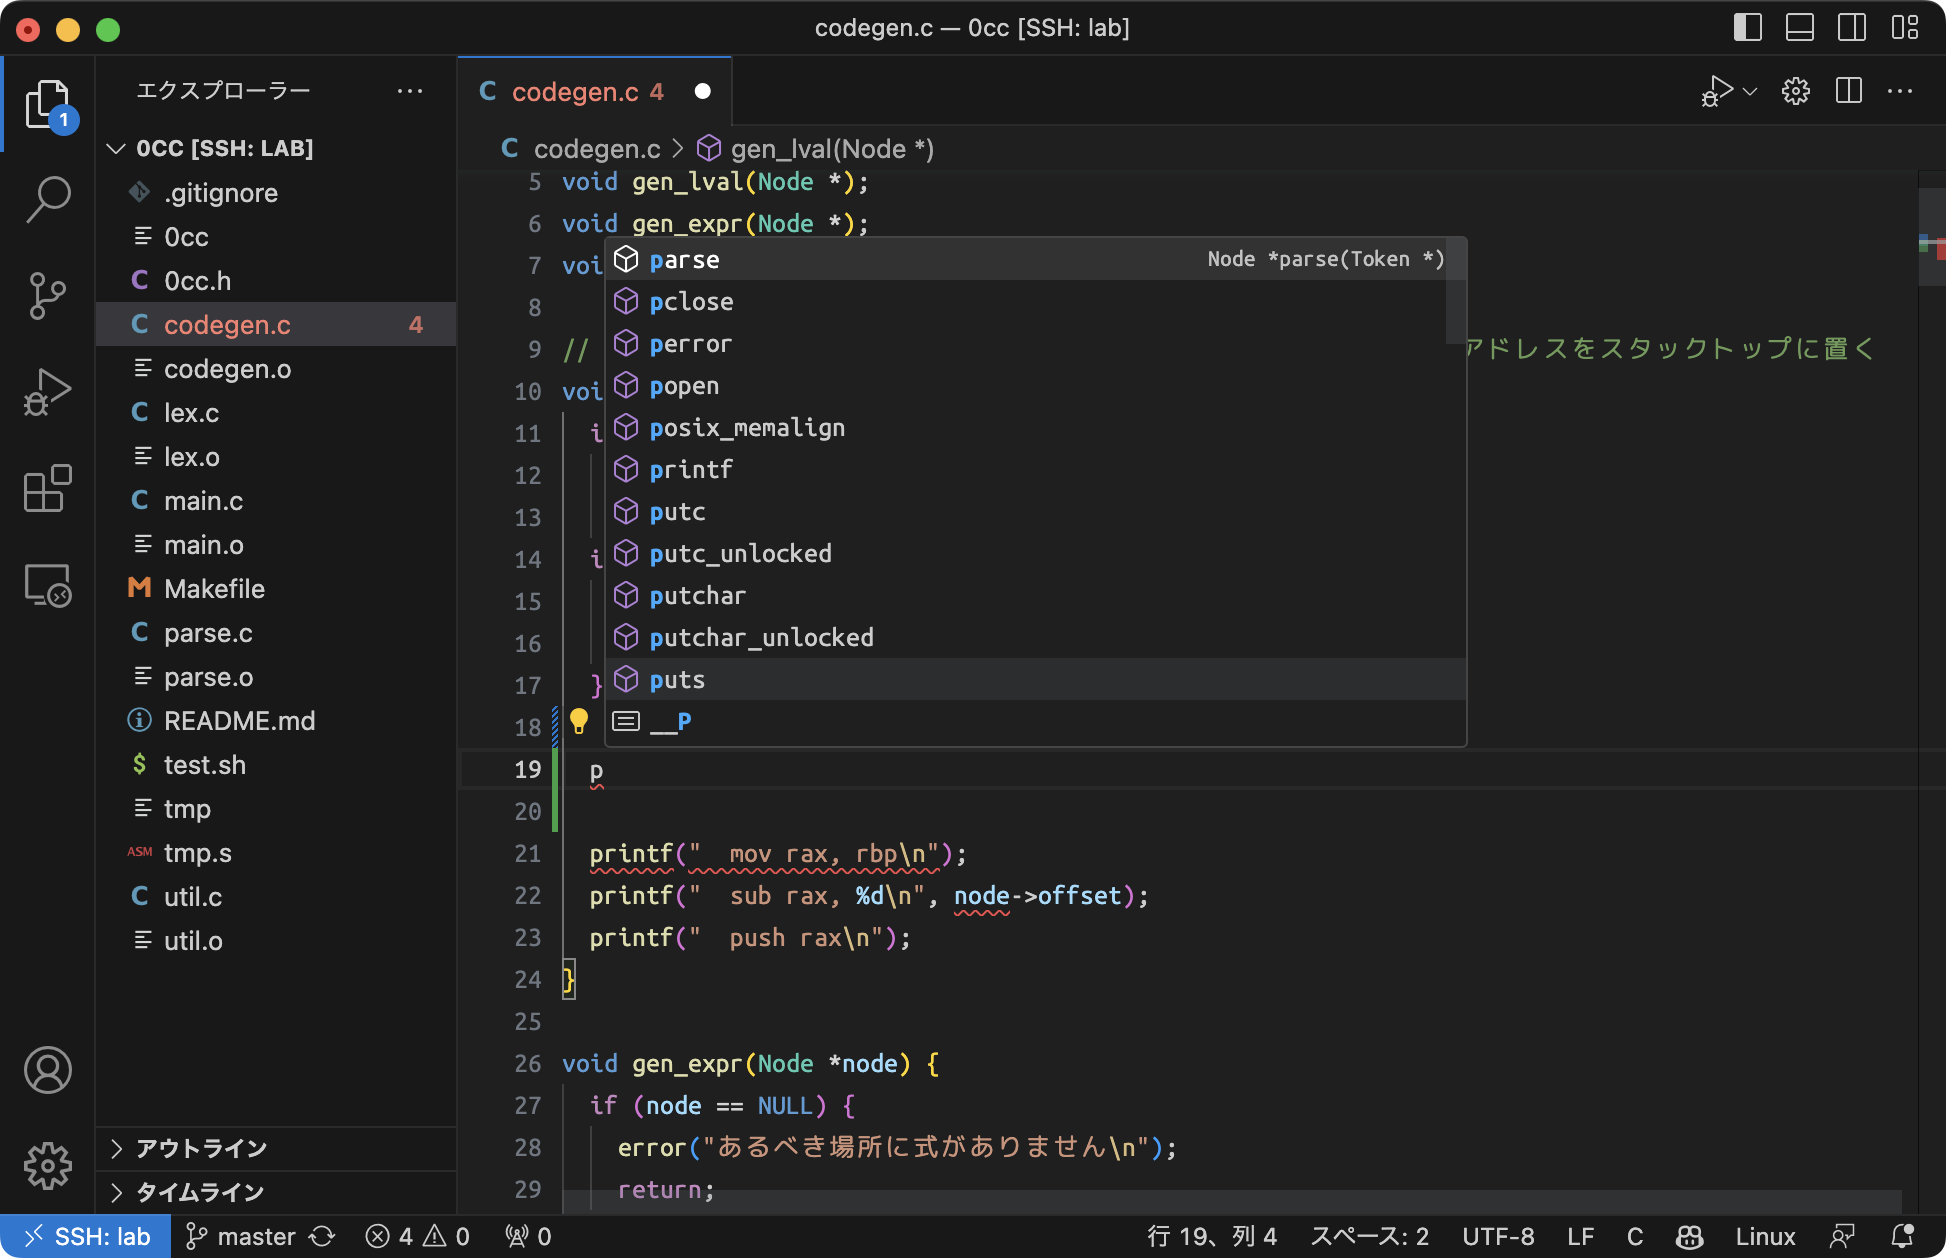 codegen.c — 0cc [SSH: lab]
エクスプローラー
1
0CC [SSH: LAB]
.gitignore
0cc
C 0cc.h
C codegen.c 4
codegen.o
C lex.c
lex.o
C main.c
main.o
M Makefile
C parse.c
parse.o
README.md
$ test.sh
tmp
ASM tmp.s
C util.c
util.o
アウトライン
タイムライン
C codegen.c 4
C codegen.c > gen_lval(Node *)
5 void gen_lval(Node *);
6 void gen_expr(Node *);
7 voi
8
9 // アドレスをスタックトップに置く
10 voi
11 i
12
13
14 i
15
16
17 }
18
parse Node *parse(Token *)
pclose
perror
popen
posix_memalign
printf
putc
putc_unlocked
putchar
putchar_unlocked
puts
__P
19 p
20
21 printf("  mov rax, rbp\n");
22 printf("  sub rax, %d\n", node->offset);
23 printf("  push rax\n");
24 }
25
26 void gen_expr(Node *node) {
27 if (node == NULL) {
28 error("あるべき場所に式がありません\n");
29 return;
SSH: lab master 4 0 0 行 19、列 4 スペース: 2 UTF-8 LF C Linux